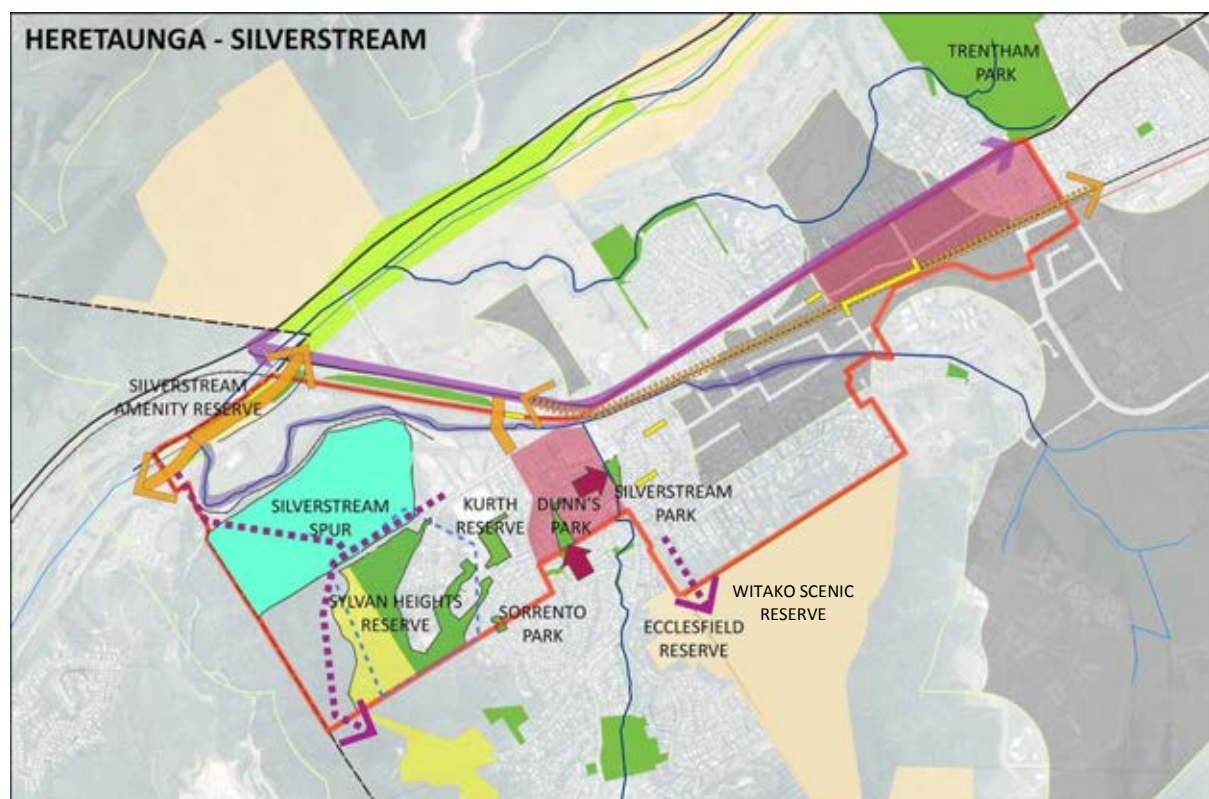 HERETAUNGA - SILVERSTREAM
TRENTHAM
PARK
SILVERSTREAM
AMENITY RESERVE
SILVERSTREAM
SPUR
KURTH
RESERVE
DUNN'S
PARK
SILVERSTREAM
PARK
SYLVAN HEIGHTS
RESERVE
SORRENTO
PARK
ECCLESFIELD
RESERVE
WITAKO SCENIC
RESERVE